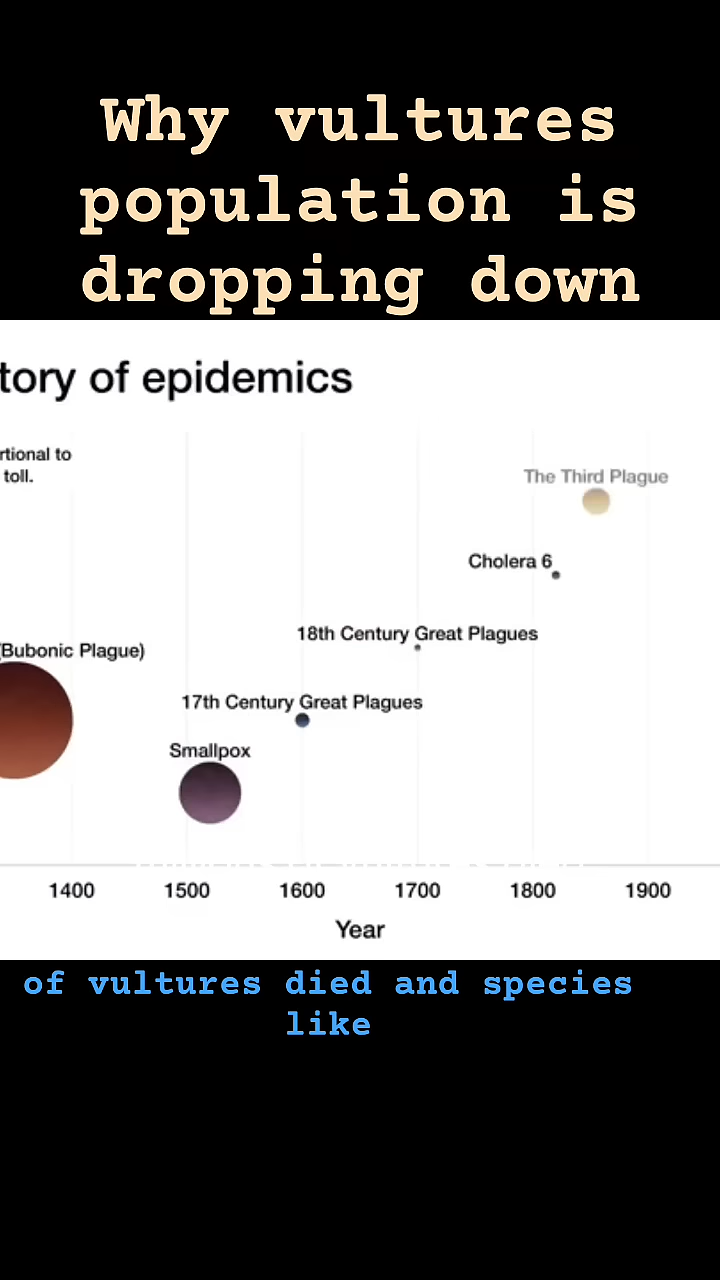 Why vultures
population is
dropping down
tory of epidemics
rtional to
toll.
The Third Plague
Cholera 6
18th Century Great Plagues
(Bubonic Plague)
17th Century Great Plagues
Smallpox
1400 1500 1600 1700 1800 1900
Year
of vultures died and species
like